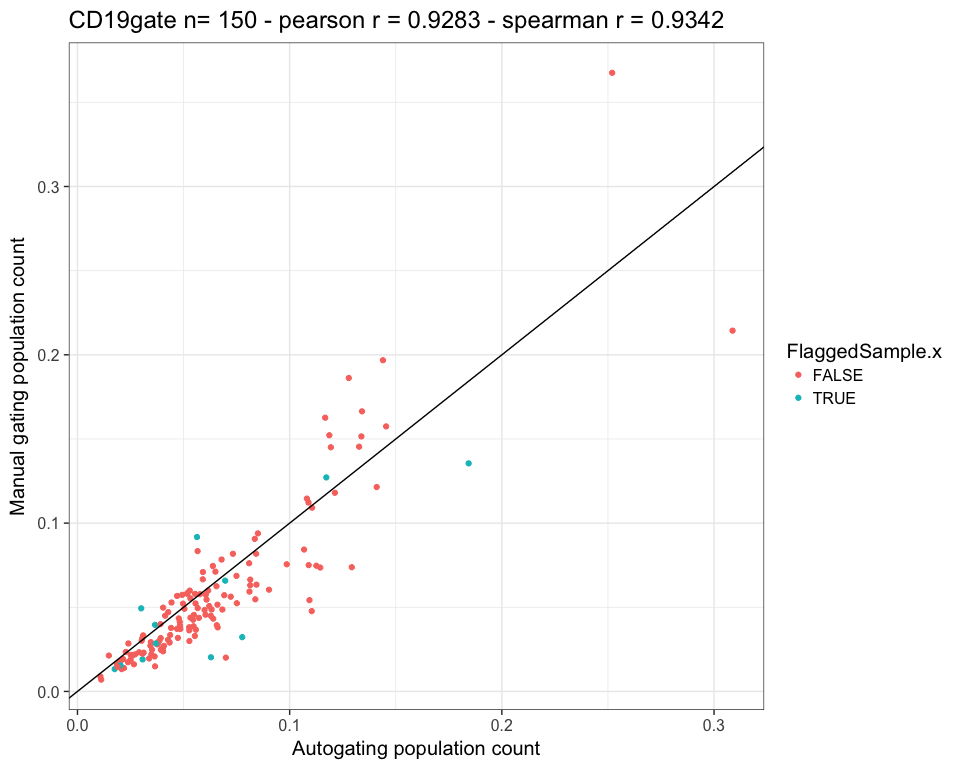 CD19gate n= 150 - pearson r = 0.9283 - spearman r = 0.9342
Manual gating population count
0.3
0.2
0.1
0.0
0.0
0.1
0.2
0.3
Autogating population count
FlaggedSample.x
FALSE
TRUE